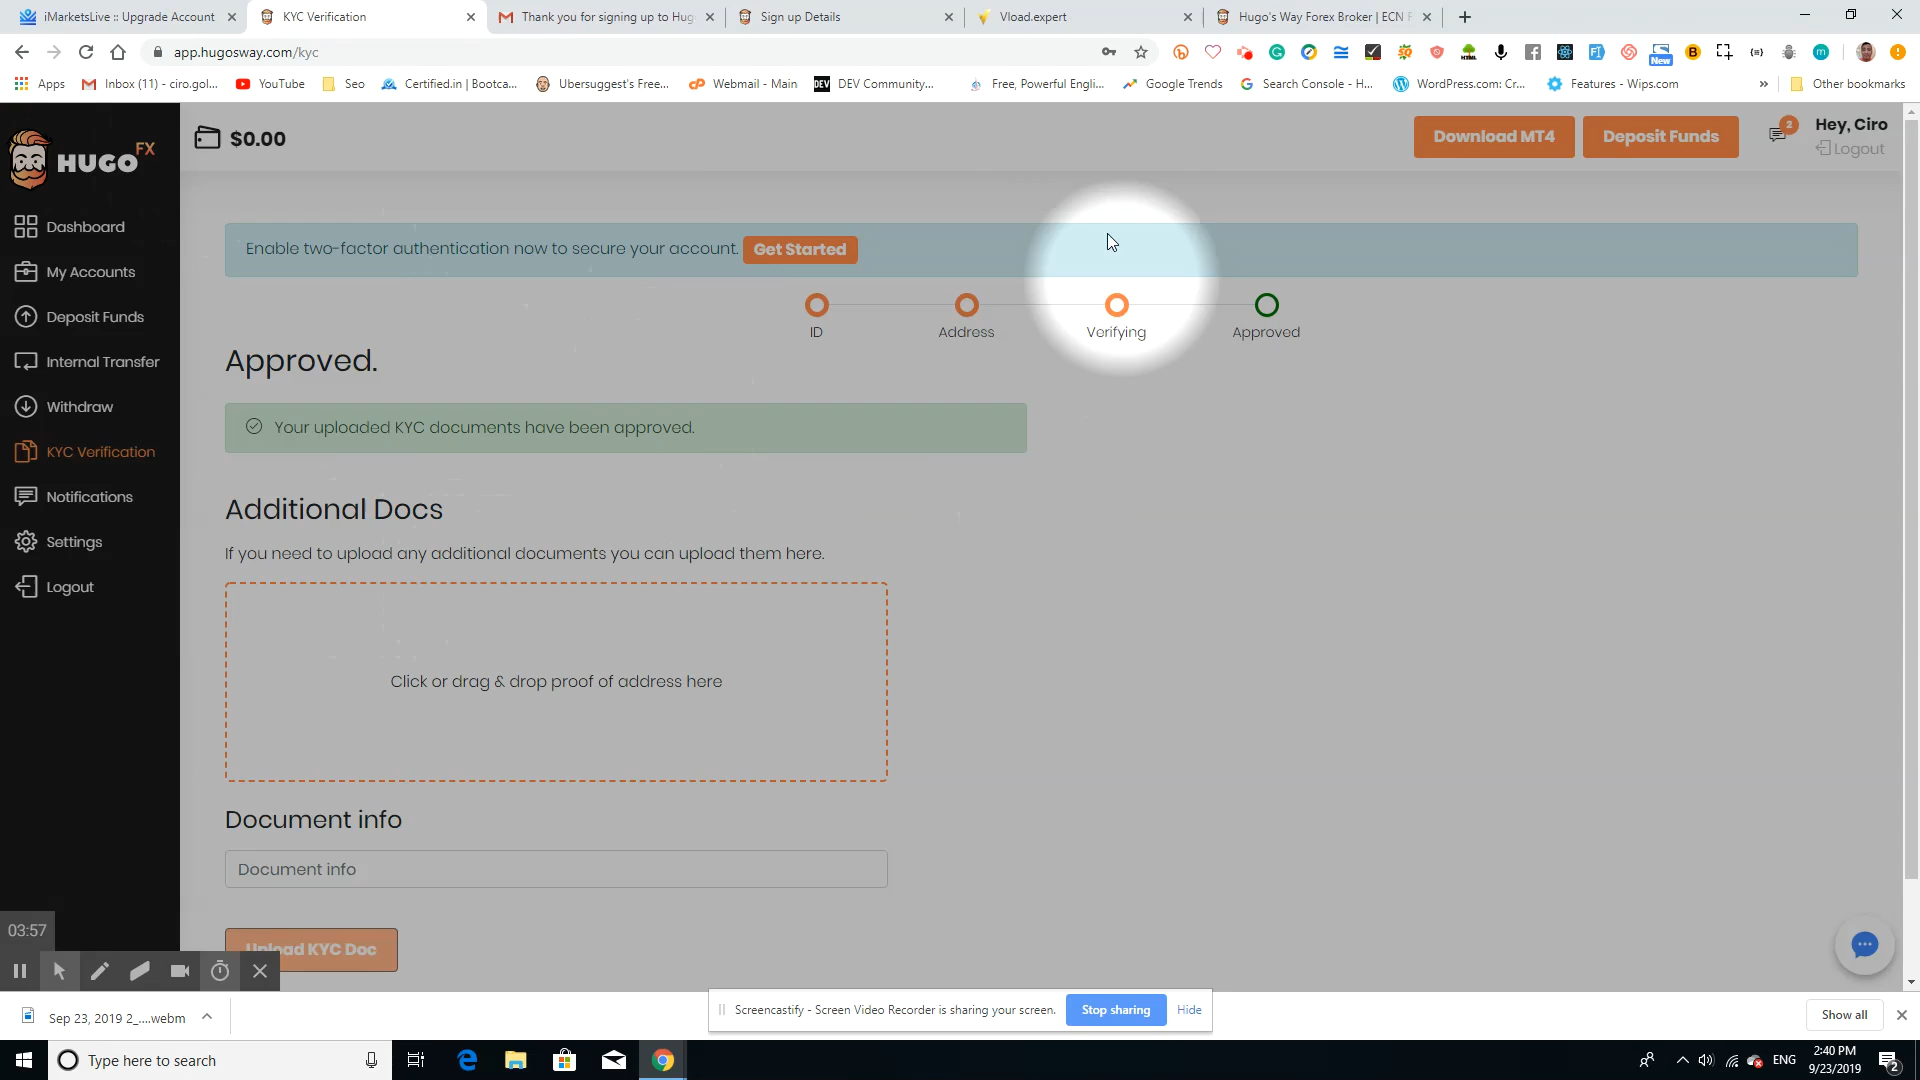 iMarketsLive :: Upgrade Account
KYC Verification
Thank you for signing up to Hug
Sign up Details
Vload.expert
Hugo's Way Forex Broker | ECN F
app.hugosway.com/kyc
New
Apps
Inbox (11) - ciro.gol...
YouTube
Seo
Certified.in | Bootca...
Ubersuggest's Free...
Webmail - Main
DEV Community...
Free, Powerful Engli...
Google Trends
Search Console - H...
WordPress.com: Cr...
Features - Wips.com
Other bookmarks
HUGO FX
$0.00
Download MT4
Deposit Funds
2
Hey, Ciro
Logout
Dashboard
My Accounts
Deposit Funds
Internal Transfer
Withdraw
KYC Verification
Notifications
Settings
Logout
Enable two-factor authentication now to secure your account. Get Started
ID
Address
Verifying
Approved
Approved.
Your uploaded KYC documents have been approved.
Additional Docs
If you need to upload any additional documents you can upload them here.
Click or drag & drop proof of address here
Document info
Document info
Upload KYC Doc
03:57
Sep 23, 2019 2_....webm
Screencastify - Screen Video Recorder is sharing your screen.
Stop sharing
Hide
Show all
Type here to search
ENG
2:40 PM
9/23/2019
2